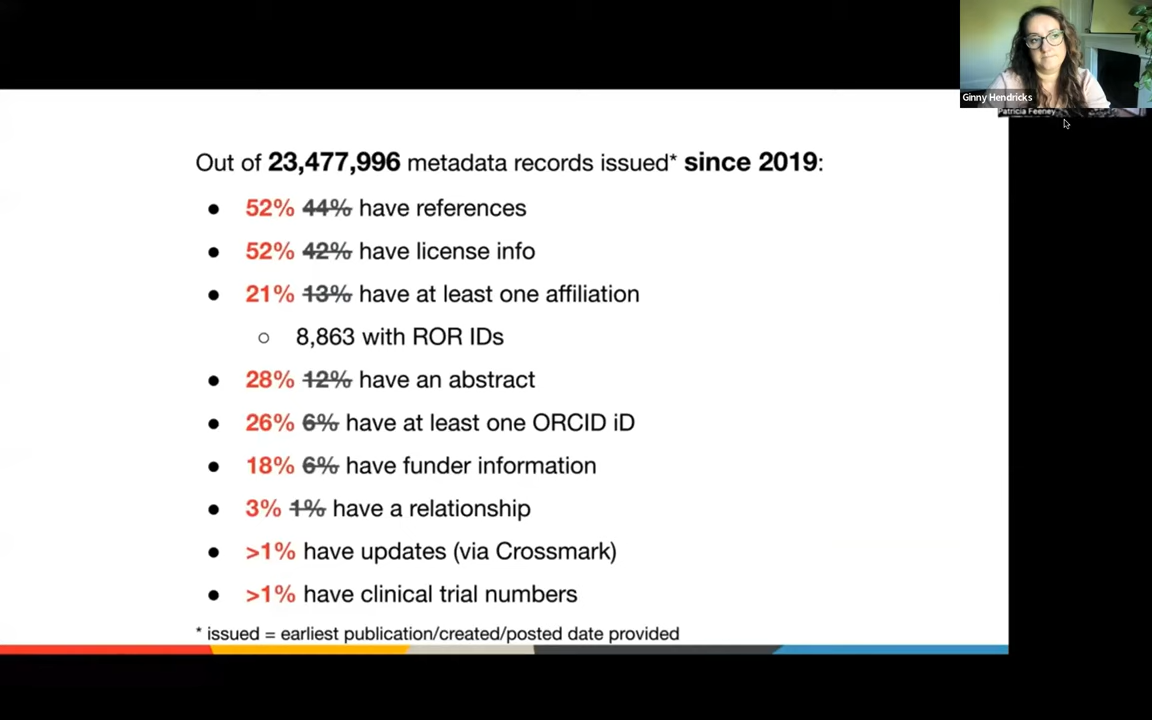 Ginny Hendricks
Patricia Feeney
Out of 23,477,996 metadata records issued* since 2019:
● 52% 44% have references
● 52% 42% have license info
● 21% 13% have at least one affiliation
○ 8,863 with ROR IDs
● 28% 12% have an abstract
● 26% 6% have at least one ORCID iD
● 18% 6% have funder information
● 3% 1% have a relationship
● >1% have updates (via Crossmark)
● >1% have clinical trial numbers
* issued = earliest publication/created/posted date provided